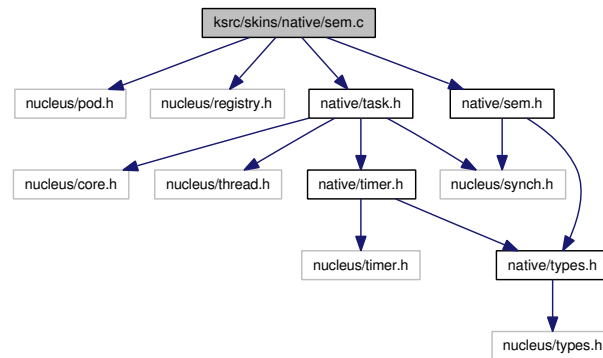 ksrc/skins/native/sem.c
nucleus/pod.h
nucleus/registry.h
native/task.h
native/sem.h
nucleus/core.h
nucleus/thread.h
native/timer.h
nucleus/synch.h
nucleus/timer.h
native/types.h
nucleus/types.h